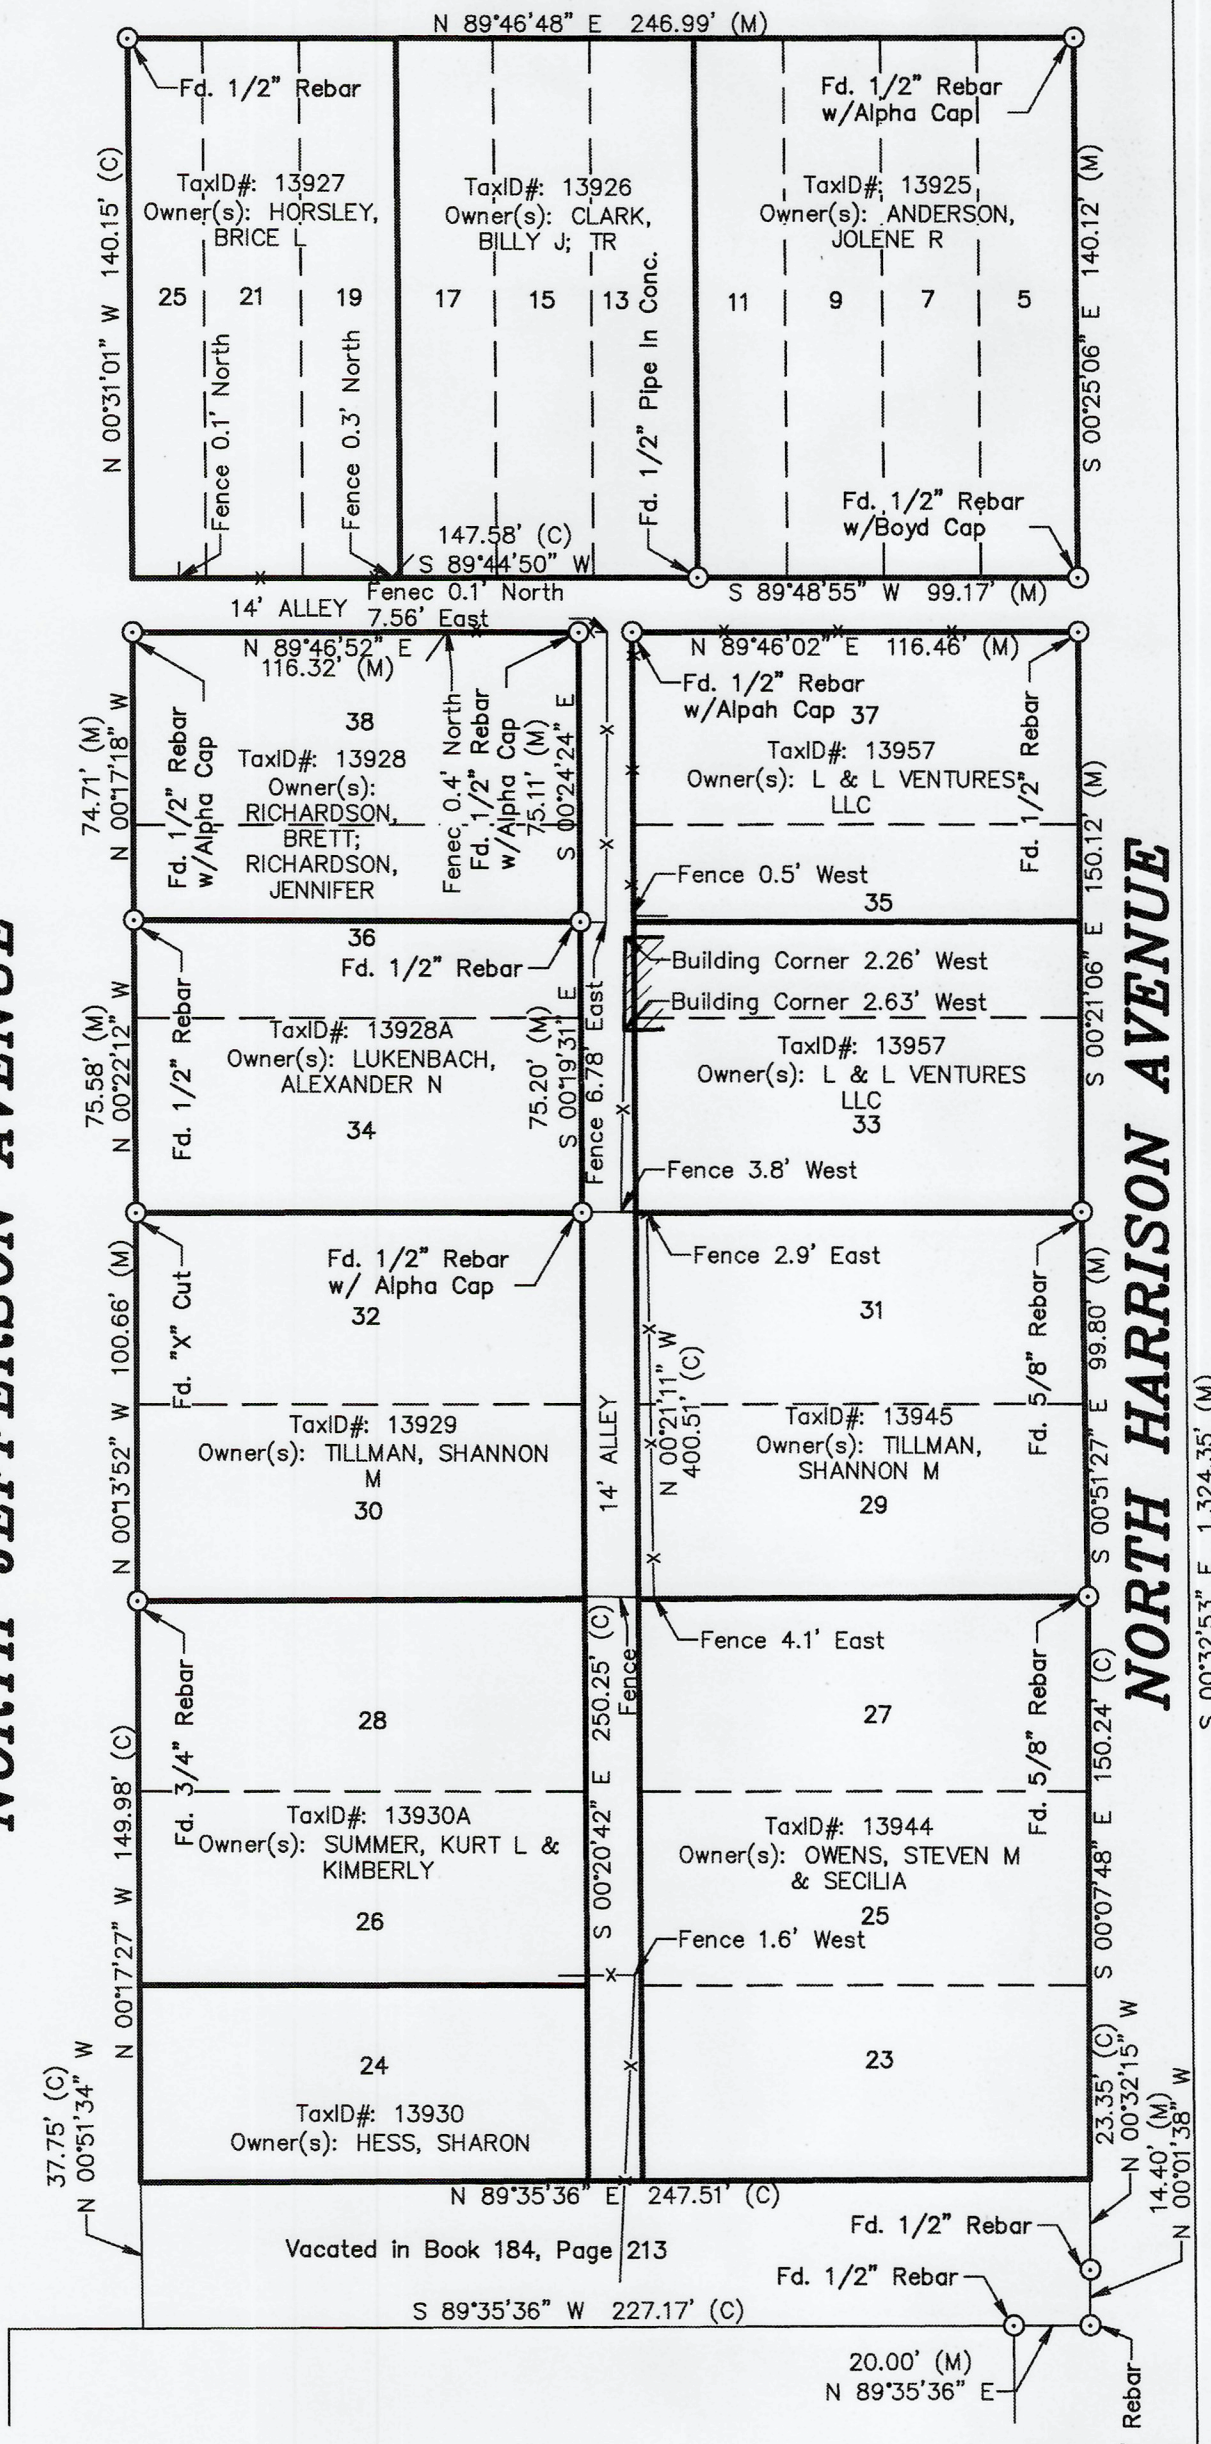 N 89°46'48" E 246.99' (M)
Fd. 1/2" Rebar
Fd. 1/2" Rebar
w/Alpha Cap
N 00°31'01" W 140.15' (C)
S 00°25'06" E 140.12' (M)
TaxID#: 13927
Owner(s): HORSLEY,
BRICE L
TaxID#: 13926
Owner(s): CLARK,
BILLY J; TR
TaxID#: 13925
Owner(s): ANDERSON,
JOLENE R
25 21 19 17 15 13 11 9 7 5
Fence 0.1' North
Fence 0.3' North
Fd. 1/2" Pipe In Conc.
Fd. 1/2" Rebar
w/Boyd Cap
147.58' (C)
S 89°44'50" W
S 89°48'55" W 99.17' (M)
Fenec 0.1' North
14' ALLEY
7.56' East
N 89°46'52" E
116.32' (M)
N 89°46'02" E 116.46' (M)
74.71' (M)
N 00°17'18" W
Fd. 1/2" Rebar
w/Alpha Cap
38
TaxID#: 13928
Owner(s):
RICHARDSON,
BRETT;
RICHARDSON,
JENNIFER
Fenec 0.4' North
Fd. 1/2" Rebar
w/Alpha Cap
75.11' (M)
S 00°24'24" E
Fd. 1/2" Rebar
w/Alpah Cap
37
TaxID#: 13957
Owner(s): L & L VENTURES
LLC
Fd. 1/2" Rebar
Fence 0.5' West
35
S 00°21'06" E 150.12' (M)
36
Fd. 1/2" Rebar
Building Corner 2.26' West
Building Corner 2.63' West
75.58' (M)
N 00°22'12" W
Fd. 1/2" Rebar
TaxID#: 13928A
Owner(s): LUKENBACH,
ALEXANDER N
34
75.20' (M)
S 00°19'31" E
Fence 6.78' East
TaxID#: 13957
Owner(s): L & L VENTURES
LLC
33
Fence 3.8' West
Fence 2.9' East
Fd. 1/2" Rebar
w/ Alpha Cap
N 00°13'52" W 100.66' (M)
Fd. "X" Cut
32
TaxID#: 13929
Owner(s): TILLMAN, SHANNON
M
30
14' ALLEY
N 00°21'11" W
400.51' (C)
31
TaxID#: 13945
Owner(s): TILLMAN,
SHANNON M
29
Fd. 5/8" Rebar
S 00°51'27" E 99.80' (M)
NORTH HARRISON AVENUE
S 00°32'53" E 1,324.35' (M)
Fence 4.1' East
Fence
N 00°17'27" W 149.98' (C)
Fd. 3/4" Rebar
28
TaxID#: 13930A
Owner(s): SUMMER, KURT L &
KIMBERLY
26
S 00°20'42" E 250.25' (C)
27
TaxID#: 13944
Owner(s): OWENS, STEVEN M
& SECILIA
25
Fd. 5/8" Rebar
S 00°07'48" E 150.24' (C)
Fence 1.6' West
24
TaxID#: 13930
Owner(s): HESS, SHARON
23
37.75' (C)
N 00°51'34" W
23.35' (C)
N 00°32'15" W
14.40' (M)
N 00°01'38" W
N 89°35'36" E 247.51' (C)
Vacated in Book 184, Page 213
Fd. 1/2" Rebar
Fd. 1/2" Rebar
S 89°35'36" W 227.17' (C)
20.00' (M)
N 89°35'36" E
Rebar